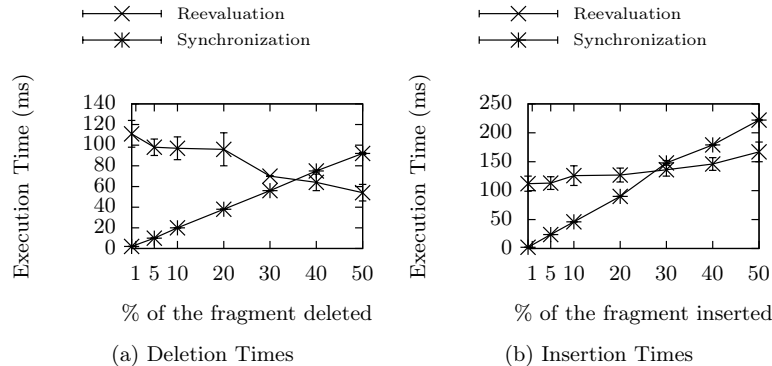 Reevaluation
Synchronization
Execution Time (ms)
140
120
100
80
60
40
20
0
1 5 10 20 30 40 50
% of the fragment deleted
(a) Deletion Times
Reevaluation
Synchronization
Execution Time (ms)
250
200
150
100
50
0
1 5 10 20 30 40 50
% of the fragment inserted
(b) Insertion Times